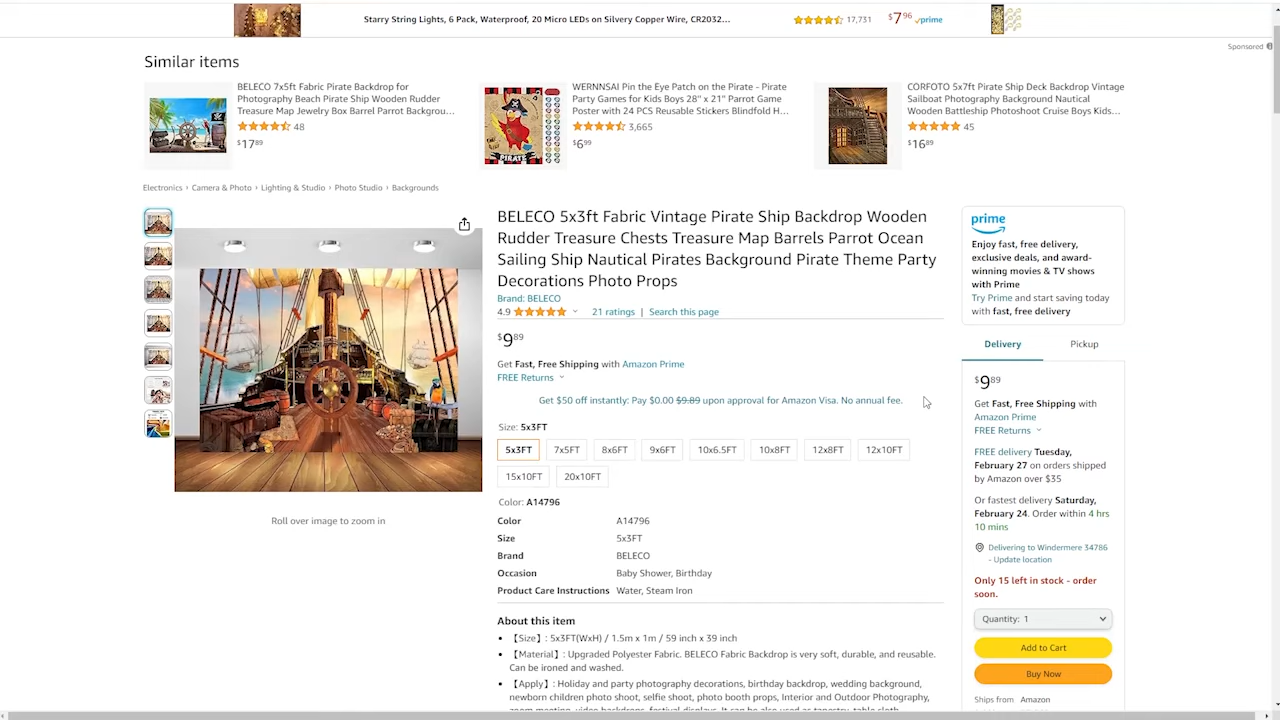 Starry String Lights, 6 Pack, Waterproof, 20 Micro LEDs on Silvery Copper Wire, CR2032...
17,731
$7.96 prime
Sponsored
Similar items
BELECO 7x5ft Fabric Pirate Backdrop for
Photography Beach Pirate Ship Wooden Rudder
Treasure Map Jewelry Box Barrel Parrot Backgrou...
48
$17.89
WERNNSAI Pin the Eye Patch on the Pirate - Pirate
Party Games for Kids Boys 28" x 21" Parrot Game
Poster with 24 PCS Reusable Stickers Blindfold H...
3,665
$6.99
PIRATE
CORFOTO 5x7ft Pirate Ship Deck Backdrop Vintage
Sailboat Photography Background Nautical
Wooden Battleship Photoshoot Cruise Boys Kids...
45
$16.89
Electronics › Camera & Photo › Lighting & Studio › Photo Studio › Backgrounds
BELECO 5x3ft Fabric Vintage Pirate Ship Backdrop Wooden
Rudder Treasure Chests Treasure Map Barrels Parrot Ocean
Sailing Ship Nautical Pirates Background Pirate Theme Party
Decorations Photo Props
Brand: BELECO
4.9
21 ratings | Search this page
$9.89
Get Fast, Free Shipping with Amazon Prime
FREE Returns
Get $50 off instantly: Pay $0.00 $9.89 upon approval for Amazon Visa. No annual fee.
Size: 5x3FT
5x3FT 7x5FT 8x6FT 9x6FT 10x6.5FT 10x8FT 12x8FT 12x10FT
15x10FT 20x10FT
Roll over image to zoom in
Color: A14796
Color A14796
Size 5x3FT
Brand BELECO
Occasion Baby Shower, Birthday
Product Care Instructions Water, Steam Iron
About this item
• 【Size】: 5x3FT(WxH) / 1.5m x 1m / 59 inch x 39 inch
• 【Material】: Upgraded Polyester Fabric. BELECO Fabric Backdrop is very soft, durable, and reusable.
Can be ironed and washed.
• 【Apply】: Holiday and party photography decorations, birthday backdrop, wedding background,
newborn children photo shoot, selfie shoot, photo booth props, Interior and Outdoor Photography,
zoom meeting, video backdrops, festival displays. It can be also used as tapestry, table cloth
prime
Enjoy fast, free delivery,
exclusive deals, and award-
winning movies & TV shows
with Prime
Try Prime and start saving today
with fast, free delivery
Delivery
Pickup
$9.89
Get Fast, Free Shipping with
Amazon Prime
FREE Returns
FREE delivery Tuesday,
February 27 on orders shipped
by Amazon over $35
Or fastest delivery Saturday,
February 24. Order within 4 hrs
10 mins
Delivering to Windermere 34786
- Update location
Only 15 left in stock - order
soon.
Quantity: 1
Add to Cart
Buy Now
Ships from Amazon